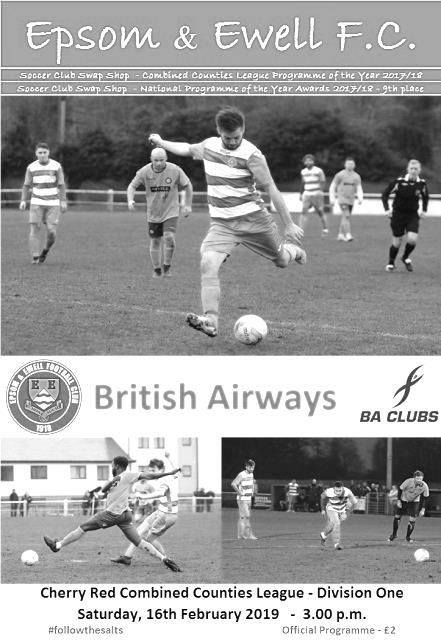 Epsom & Ewell F.C.
Soccer Club Swap Shop - Combined Counties League Programme of the Year 2017/18
Soccer Club Swap Shop - National Programme of the Year Awards 2017/18 - 9th place
EPSOM & EWELL FOOTBALL CLUB
E E
1918
British Airways
BA CLUBS
Cherry Red Combined Counties League - Division One
Saturday, 16th February 2019 - 3.00 p.m.
#followthesalts Official Programme - £2